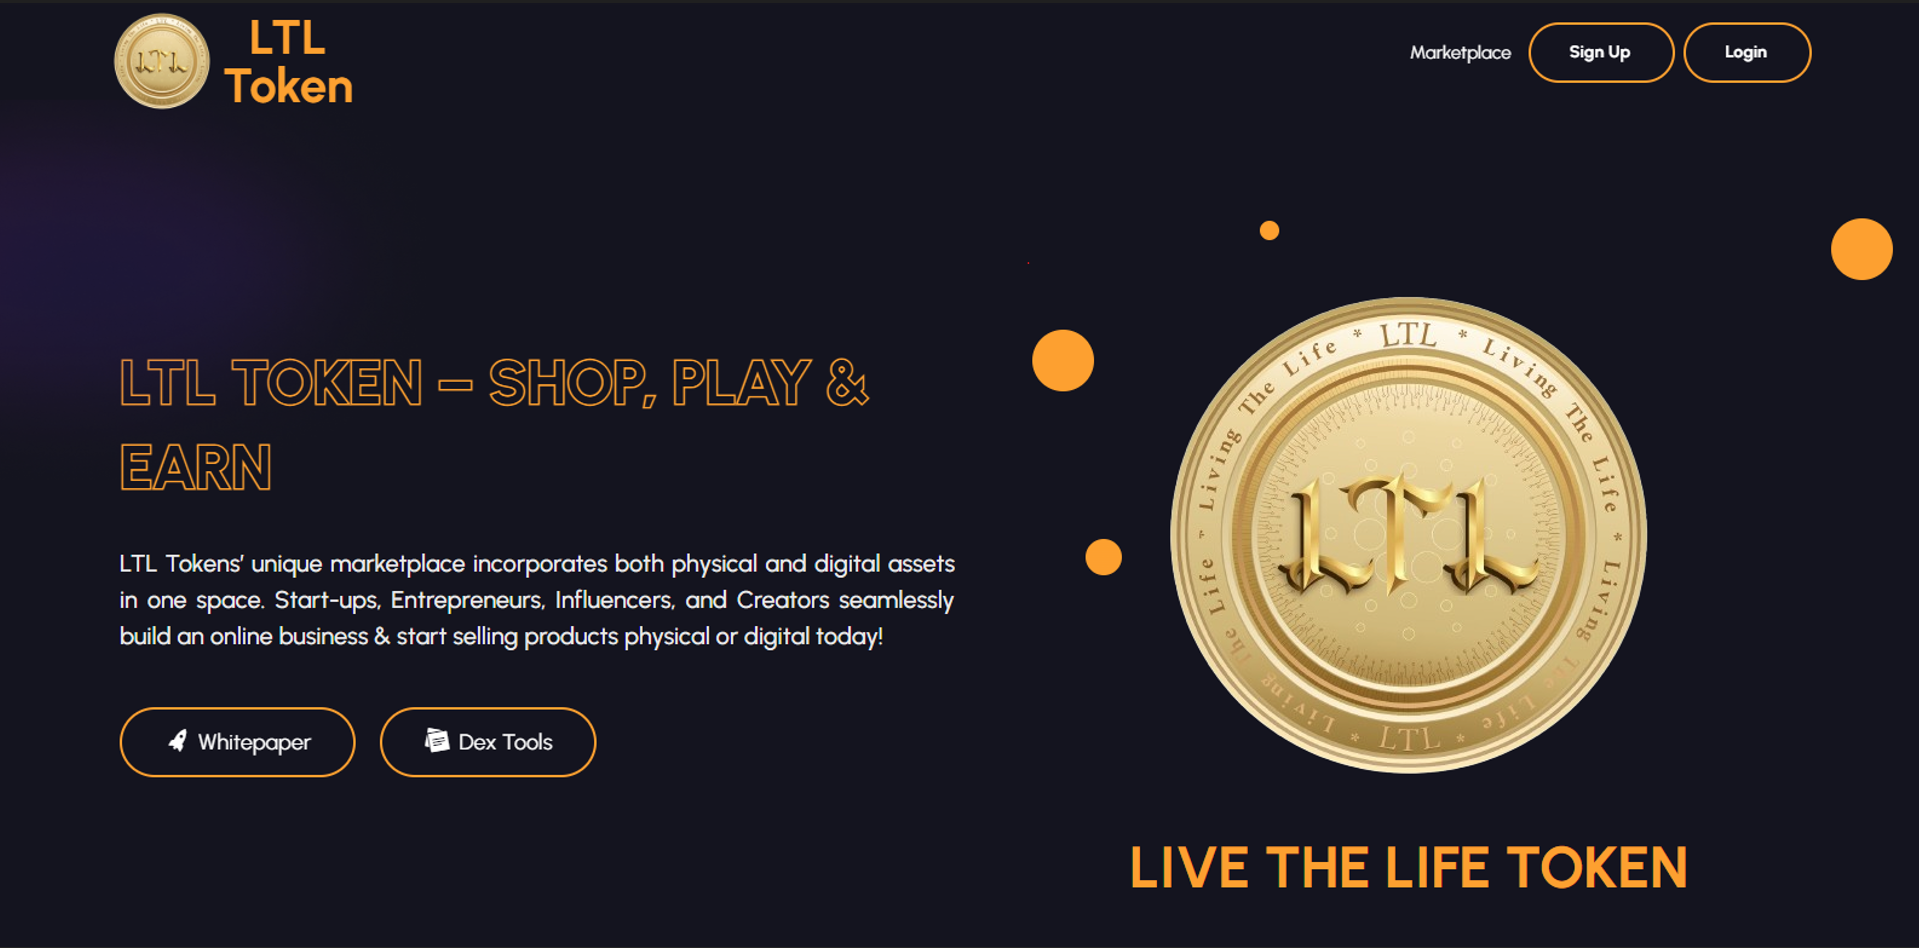 LTL
Token
Marketplace
Sign Up
Login
LTL TOKEN – SHOP, PLAY &
EARN
LTL Tokens’ unique marketplace incorporates both physical and digital assets
in one space. Start-ups, Entrepreneurs, Influencers, and Creators seamlessly
build an online business & start selling products physical or digital today!
Whitepaper
Dex Tools
* LTL * Living The Life * Living The Life * LTL * Living The Life * Living The Life
LTL
LIVE THE LIFE TOKEN